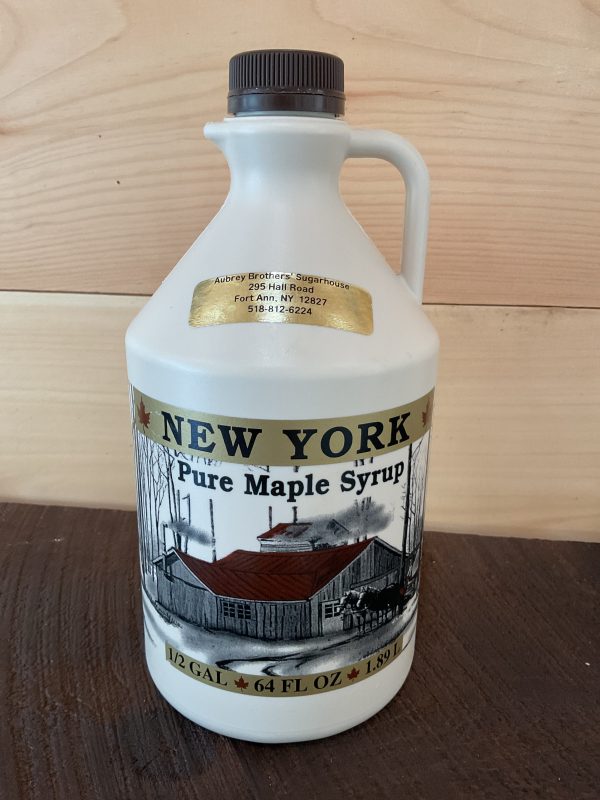 Aubrey Brothers' Sugarhouse
295 Hall Road
Fort Ann, NY 12827
518-812-6224
NEW YORK
Pure Maple Syrup
1/2 GAL 64 FL OZ 1.89 L